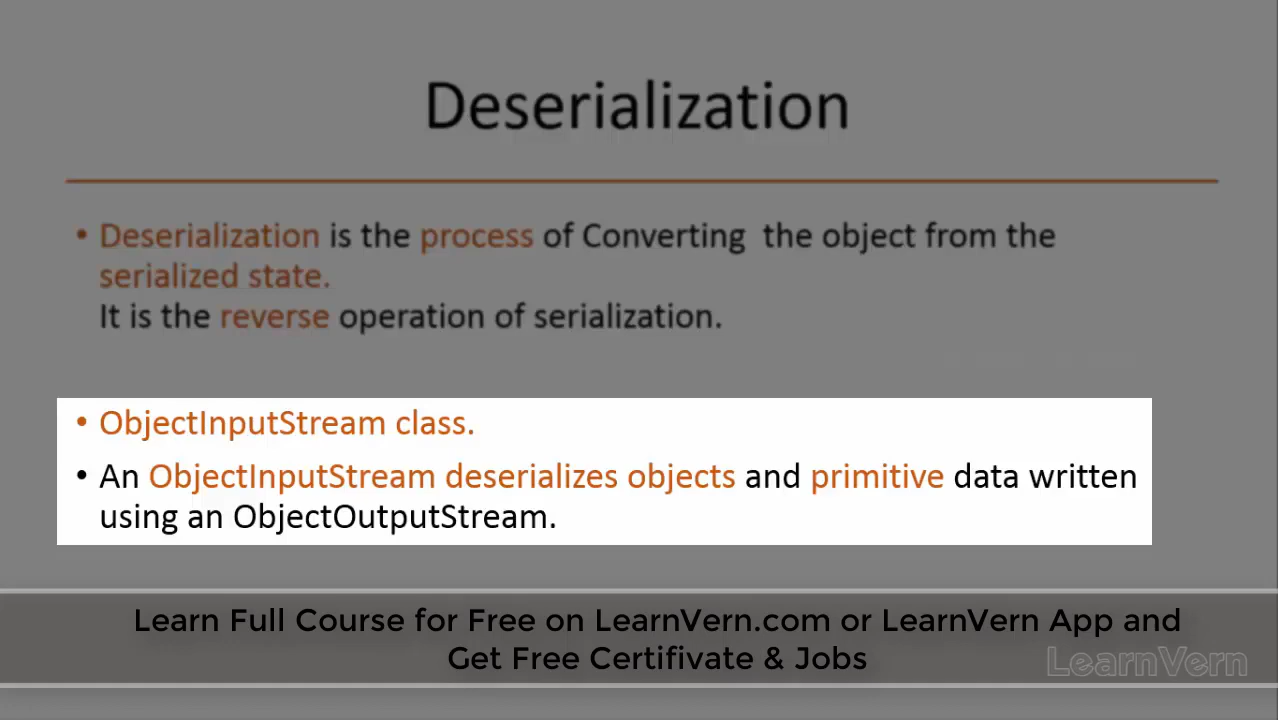 Deserialization
• Deserialization is the process of Converting  the object from the
serialized state.
It is the reverse operation of serialization.
• ObjectInputStream class.
• An ObjectInputStream deserializes objects and primitive data written
using an ObjectOutputStream.
Learn Full Course for Free on LearnVern.com or LearnVern App and
Get Free Certifivate & Jobs
LearnVern